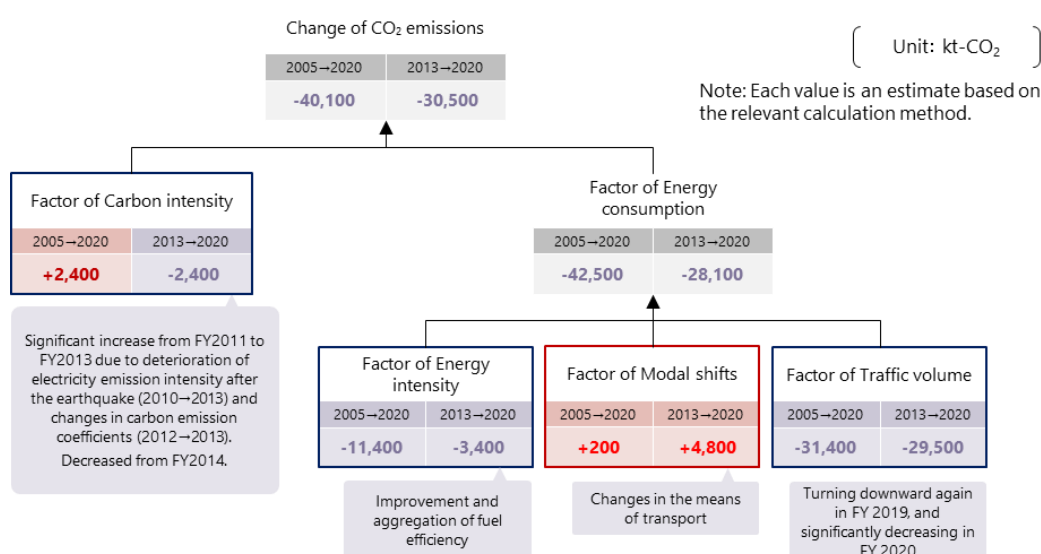 Change of CO₂ emissions
2005→2020 2013→2020
-40,100 -30,500
Unit: kt-CO₂
Note: Each value is an estimate based on
the relevant calculation method.
Factor of Carbon intensity
2005→2020 2013→2020
+2,400 -2,400
Significant increase from FY2011 to
FY2013 due to deterioration of
electricity emission intensity after
the earthquake (2010→2013) and
changes in carbon emission
coefficients (2012→2013).
Decreased from FY2014.
Factor of Energy
consumption
2005→2020 2013→2020
-42,500 -28,100
Factor of Energy
intensity
2005→2020 2013→2020
-11,400 -3,400
Improvement and
aggregation of fuel
efficiency
Factor of Modal shifts
2005→2020 2013→2020
+200 +4,800
Changes in the means
of transport
Factor of Traffic volume
2005→2020 2013→2020
-31,400 -29,500
Turning downward again
in FY 2019, and
significantly decreasing in
FY 2020